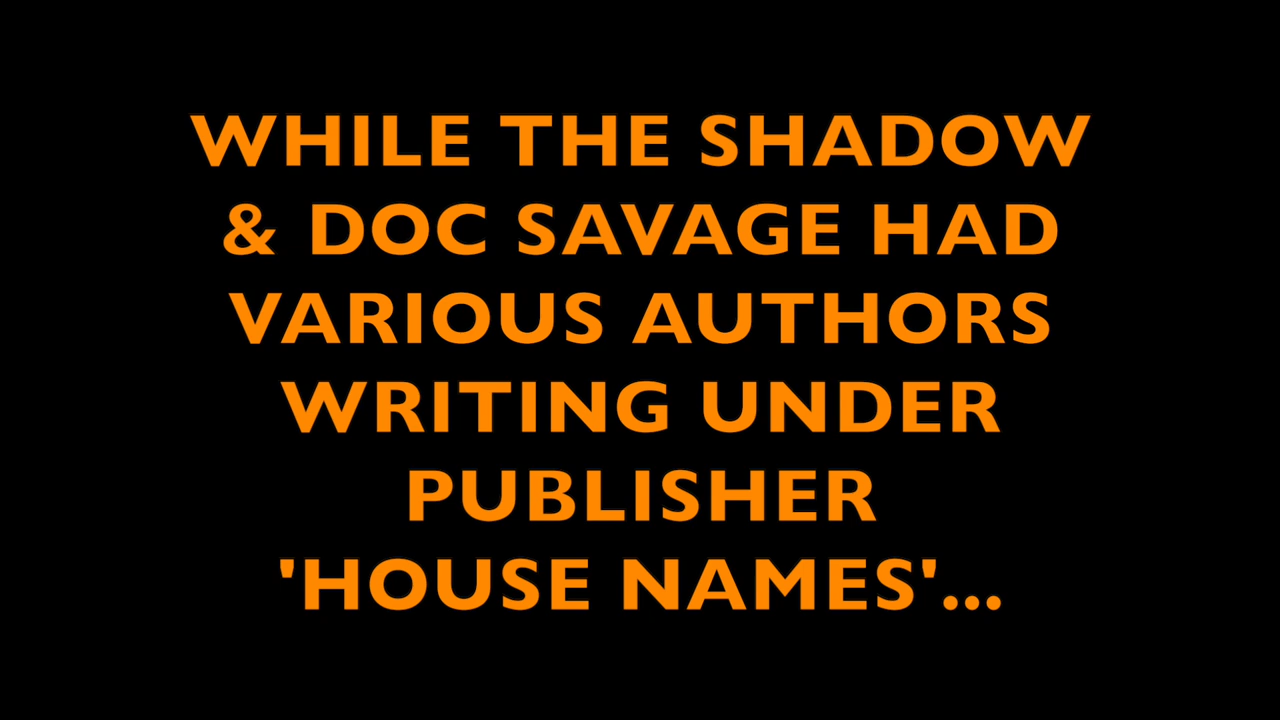 WHILE THE SHADOW
& DOC SAVAGE HAD
VARIOUS AUTHORS
WRITING UNDER
PUBLISHER
'HOUSE NAMES'...